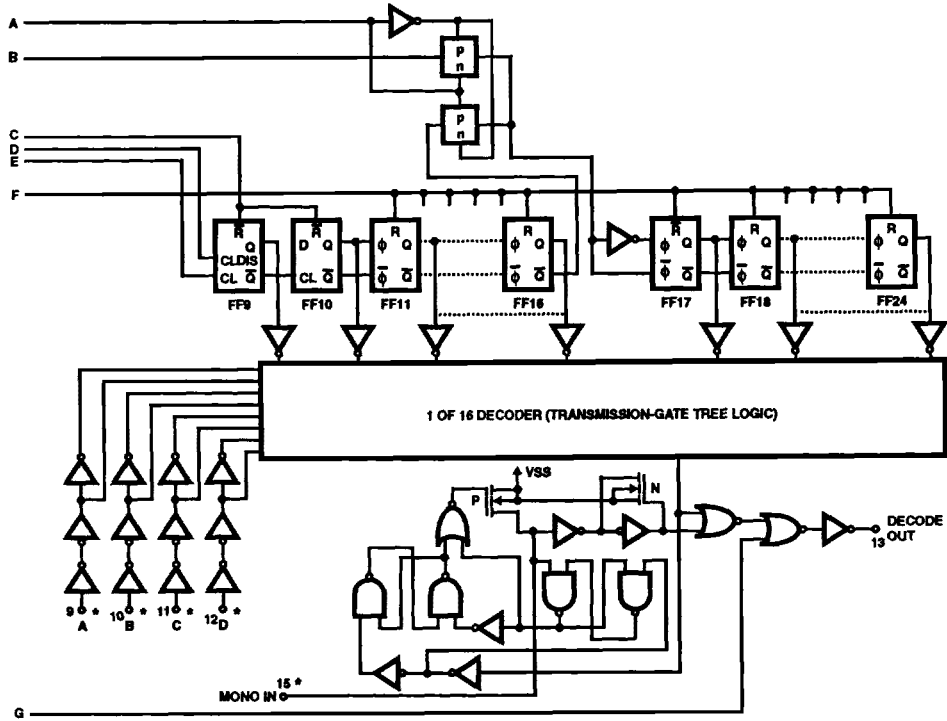 A
B
p
n
p
n
C
D
E
F
R
Q
CLDIS
CL Q
FF9
R
D Q
CL Q
FF10
R
ϕ Q
ϕ Q
FF11
R
ϕ Q
ϕ Q
FF16
R
ϕ Q
ϕ Q
FF17
R
ϕ Q
ϕ Q
FF18
R
ϕ Q
ϕ Q
FF24
1 OF 16 DECODER (TRANSMISSION-GATE TREE LOGIC)
VSS
P
N
DECODE
OUT
13
9 * 10 * 11 * 12 *
A B C D
15 *
MONO IN
G